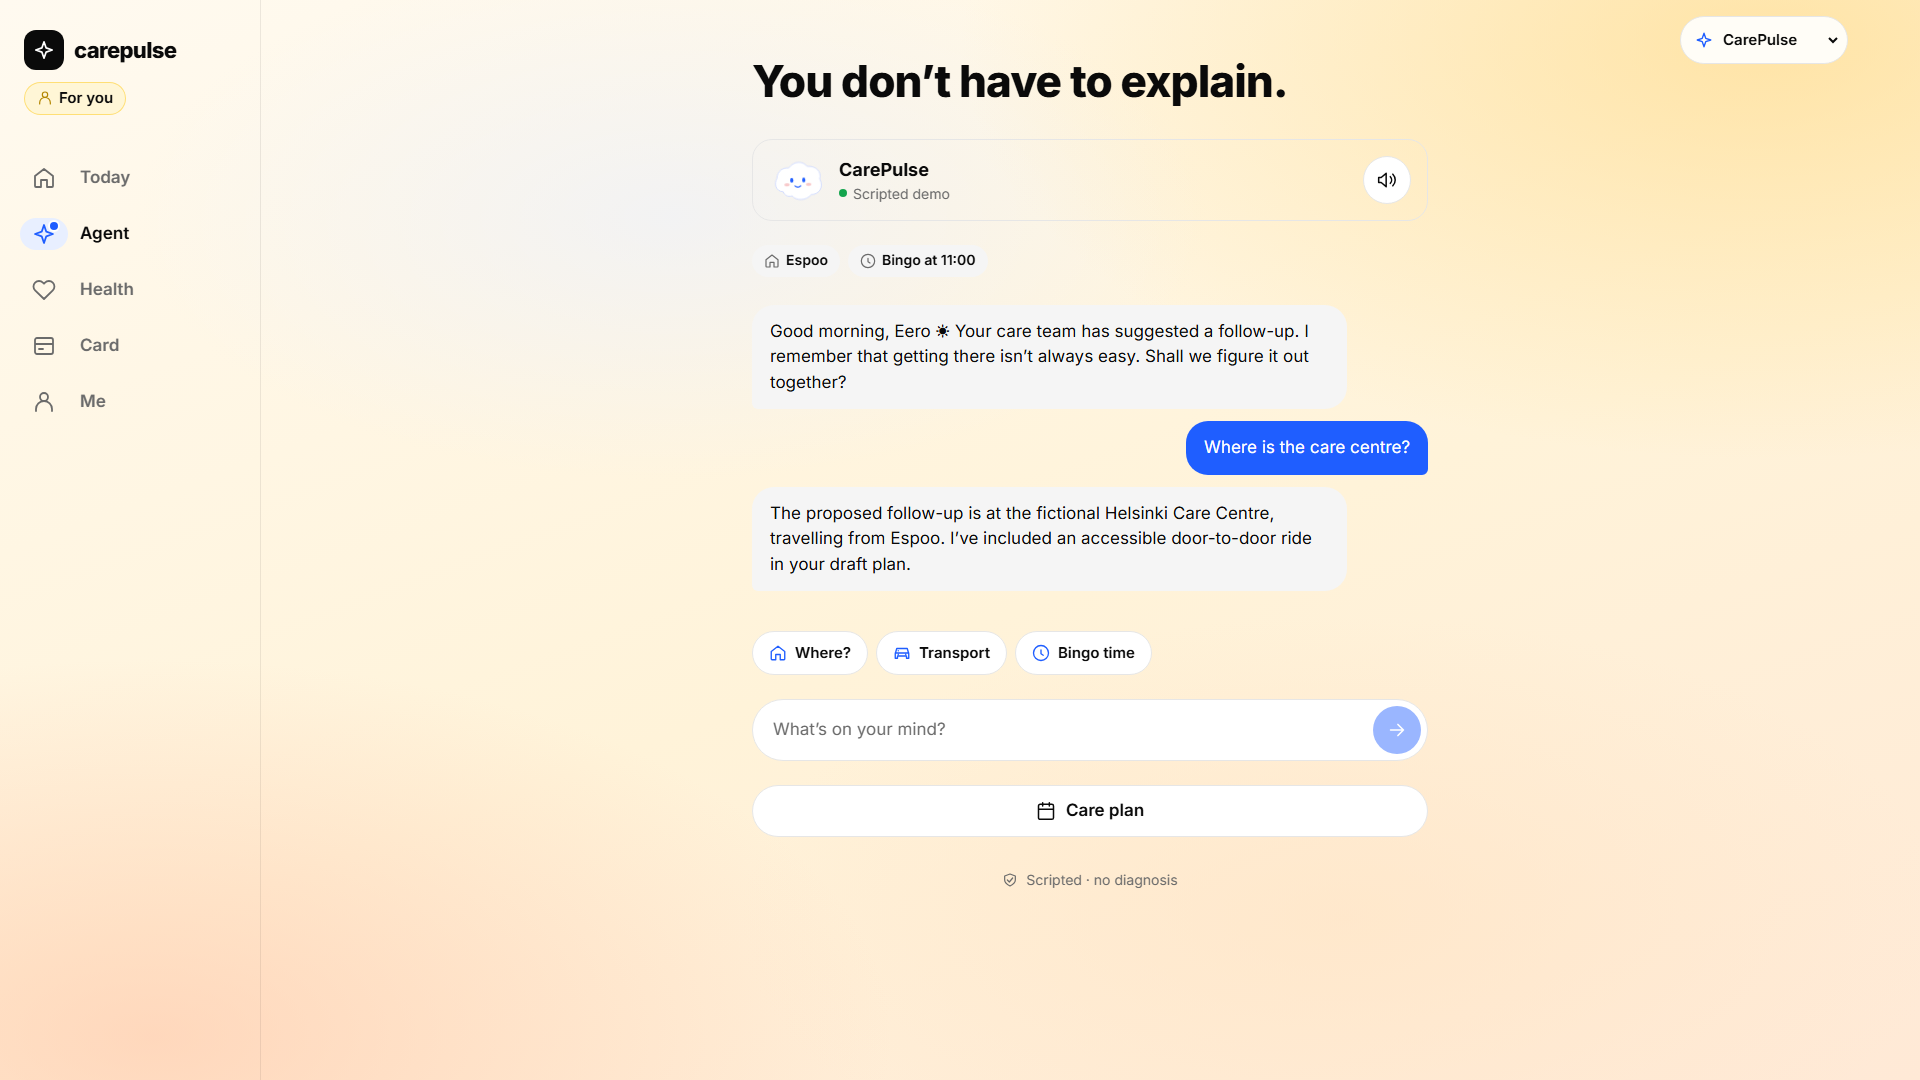 carepulse
For you
Today
Agent
Health
Card
Me
CarePulse
You don’t have to explain.
CarePulse
Scripted demo
Espoo
Bingo at 11:00
Good morning, Eero ☀ Your care team has suggested a follow-up. I
remember that getting there isn’t always easy. Shall we figure it out
together?
Where is the care centre?
The proposed follow-up is at the fictional Helsinki Care Centre,
travelling from Espoo. I’ve included an accessible door-to-door ride
in your draft plan.
Where?
Transport
Bingo time
What’s on your mind?
Care plan
Scripted · no diagnosis